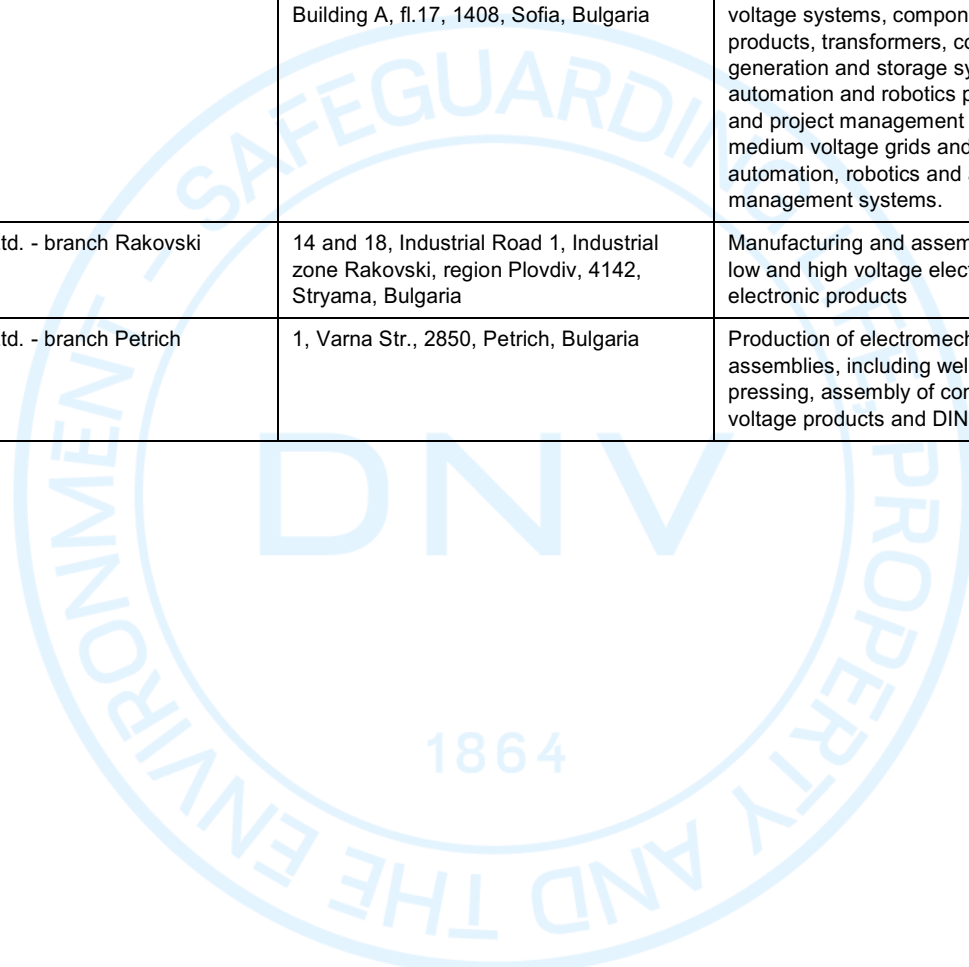 Building A, fl.17, 1408, Sofia, Bulgaria
voltage systems, compon
products, transformers, co
generation and storage sy
automation and robotics p
and project management
medium voltage grids and
automation, robotics and
management systems.
td. - branch Rakovski
14 and 18, Industrial Road 1, Industrial
zone Rakovski, region Plovdiv, 4142,
Stryama, Bulgaria
Manufacturing and assem
low and high voltage elec
electronic products
td. - branch Petrich
1, Varna Str., 2850, Petrich, Bulgaria
Production of electromech
assemblies, including wel
pressing, assembly of con
voltage products and DIN
SAFEGUARDING LIFE, PROPERTY AND THE ENVIRONMENT –
DNV
1864